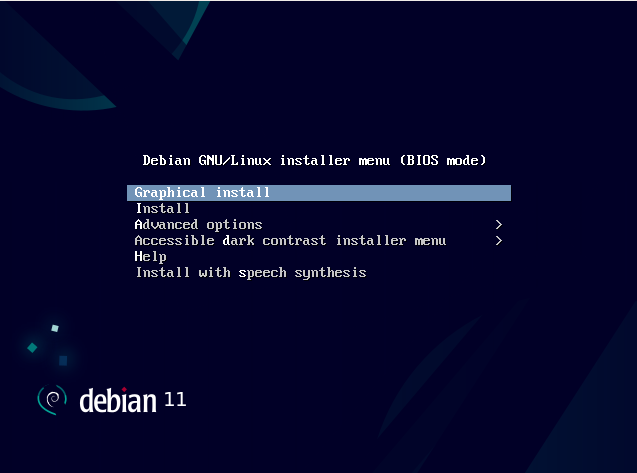 Debian GNU/Linux installer menu (BIOS mode)
Graphical install
Install
Advanced options >
Accessible dark contrast installer menu >
Help
Install with speech synthesis
debian 11